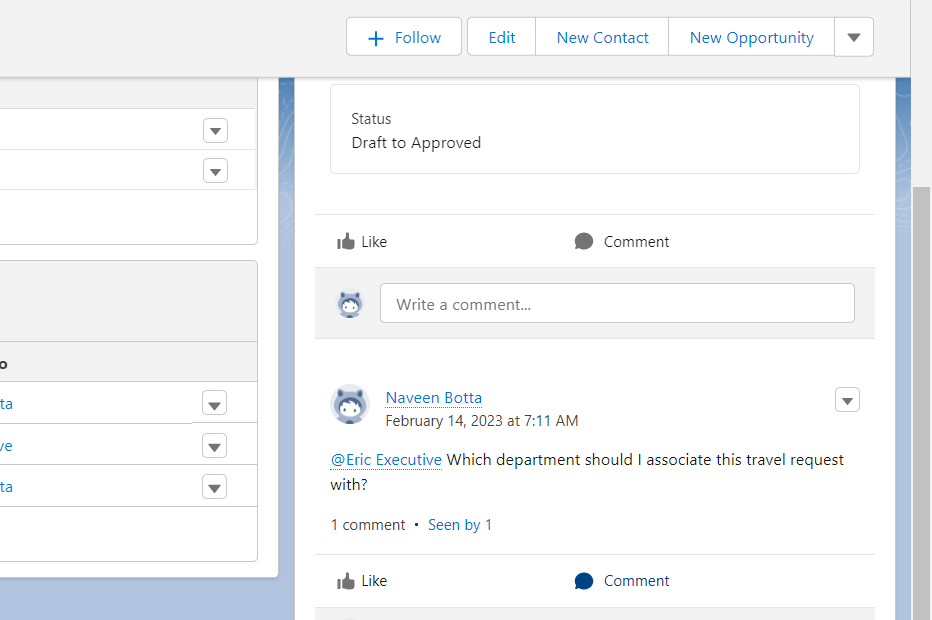 Follow
Edit
New Contact
New Opportunity
Status
Draft to Approved
Like
Comment
Write a comment...
o
ta
ve
ta
Naveen Botta
February 14, 2023 at 7:11 AM
@Eric Executive Which department should I associate this travel request
with?
1 comment • Seen by 1
Like
Comment